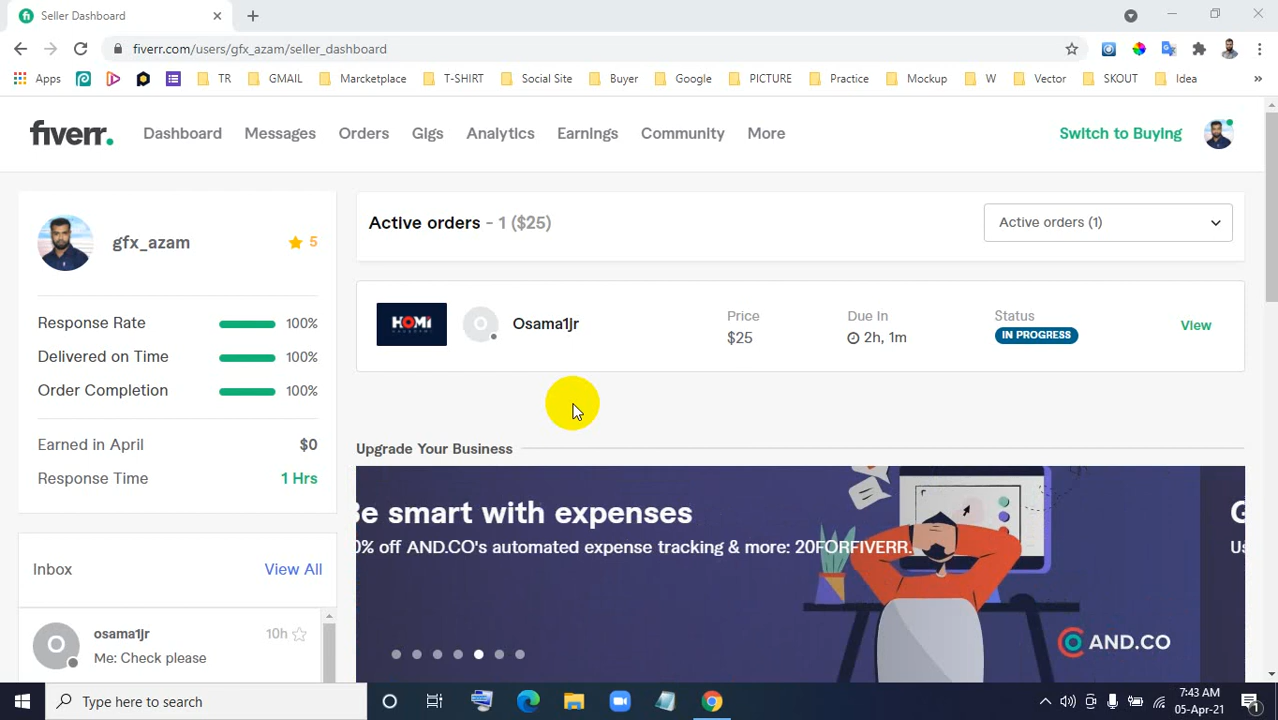 Seller Dashboard
fiverr.com/users/gfx_azam/seller_dashboard
Apps TR GMAIL Marcketplace T-SHIRT Social Site Buyer Google PICTURE Practice Mockup W Vector SKOUT Idea »
fiverr. Dashboard Messages Orders Gigs Analytics Earnings Community More Switch to Buying
gfx_azam 5
Response Rate 100%
Delivered on Time 100%
Order Completion 100%
Earned in April $0
Response Time 1 Hrs
Inbox View All
O osama1jr 10h
Me: Check please
Active orders - 1 ($25) Active orders (1)
HOMI O Osama1jr
Price
$25
Due In
2h, 1m
Status
IN PROGRESS
View
Upgrade Your Business
Be smart with expenses
0% off AND.CO's automated expense tracking & more: 20FORFIVERR.
AND.CO
G
Us
Type here to search
7:43 AM
05-Apr-21
1